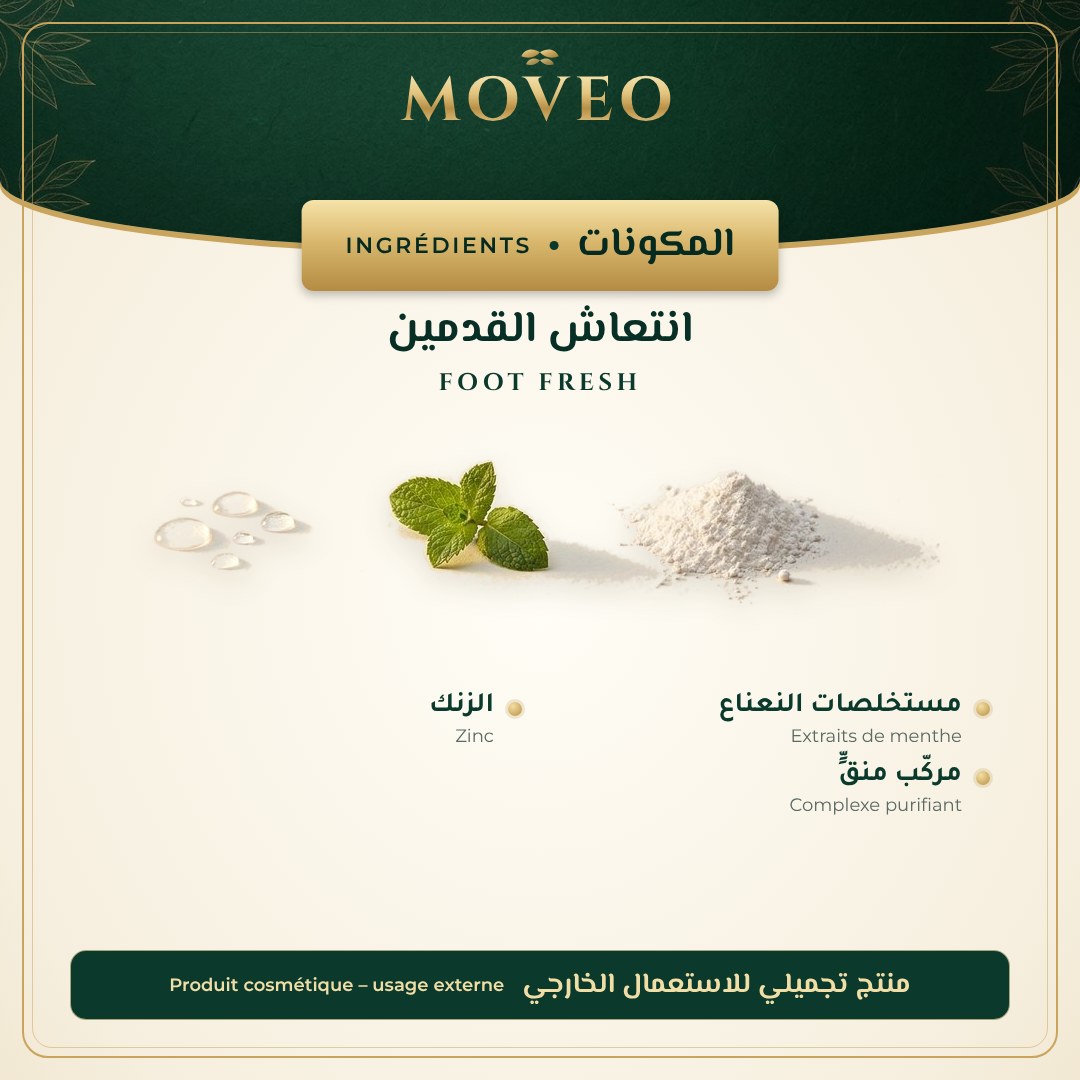 MOVEO
المكونات • INGRÉDIENTS
انتعاش القدمين
FOOT FRESH
مستخلصات النعناع
Extraits de menthe
الزنك
Zinc
مركّب منقٍّ
Complexe purifiant
منتج تجميلي للاستعمال الخارجي Produit cosmétique – usage externe